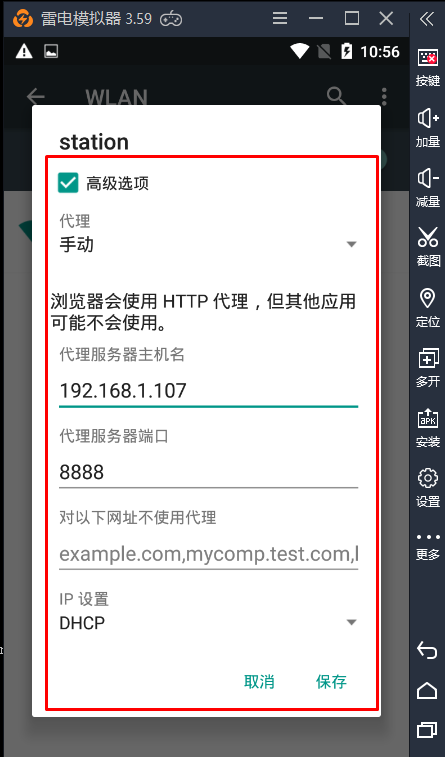 雷电模拟器 3.59
10:56
按键
WLAN
加量
station
高级选项
减量
代理
手动
截图
浏览器会使用 HTTP 代理，但其他应用
可能不会使用。
定位
代理服务器主机名
192.168.1.107
多开
代理服务器端口
8888
APK
安装
对以下网址不使用代理
设置
example.com,mycomp.test.com,l
更多
IP 设置
DHCP
取消
保存